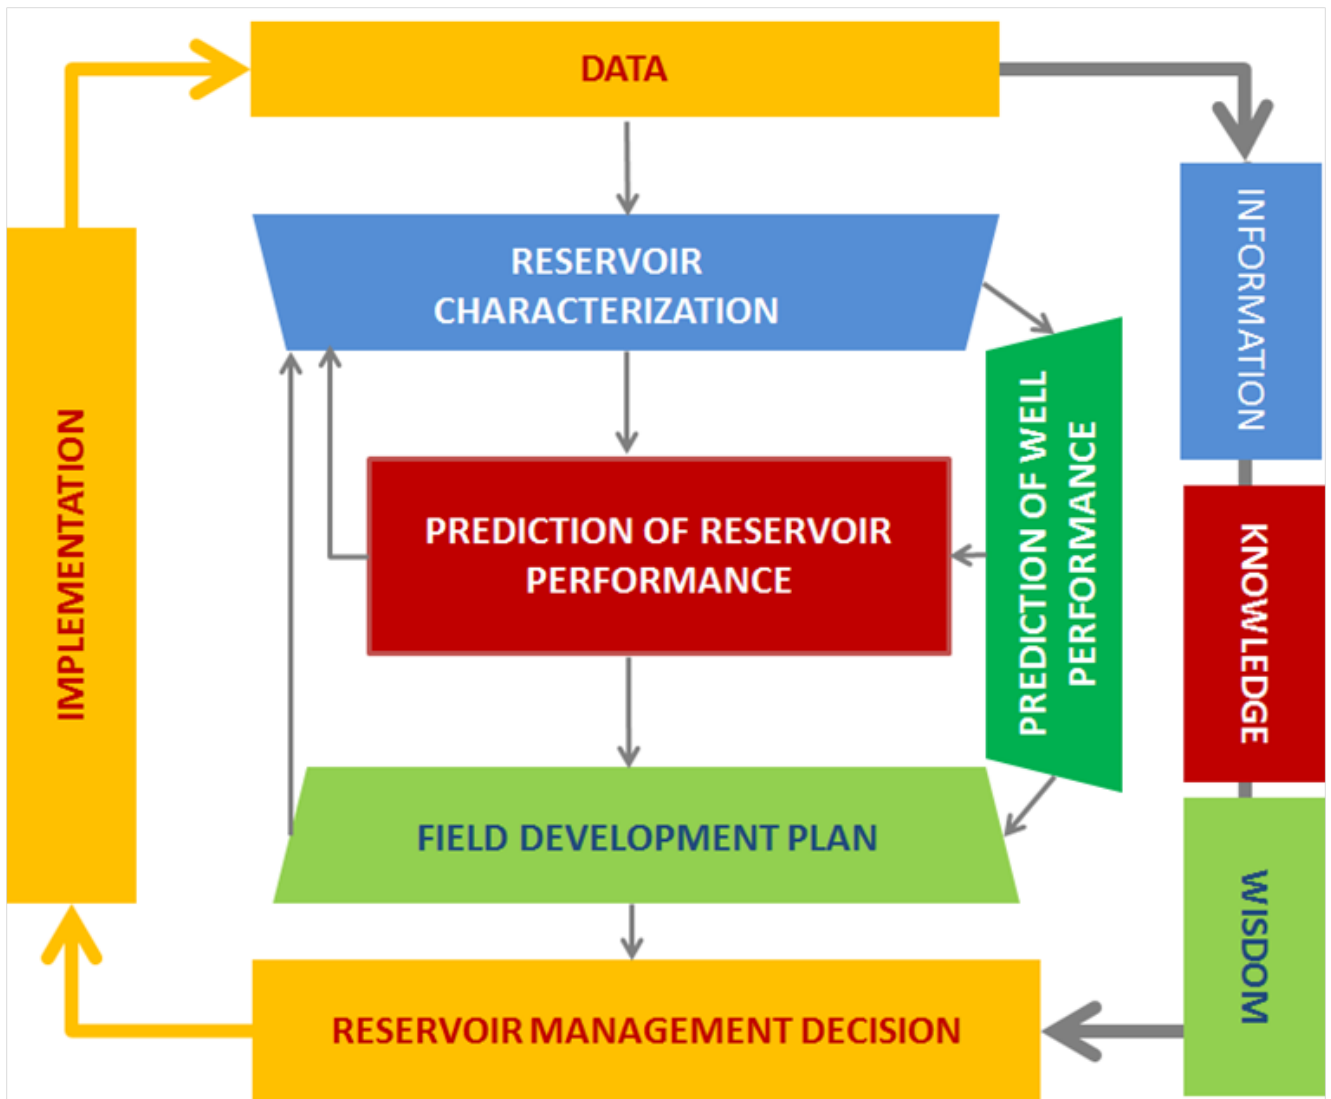 DATA
INFORMATION
RESERVOIR
CHARACTERIZATION
PREDICTION OF WELL
PERFORMANCE
IMPLEMENTATION
PREDICTION OF RESERVOIR
PERFORMANCE
KNOWLEDGE
FIELD DEVELOPMENT PLAN
WISDOM
RESERVOIR MANAGEMENT DECISION